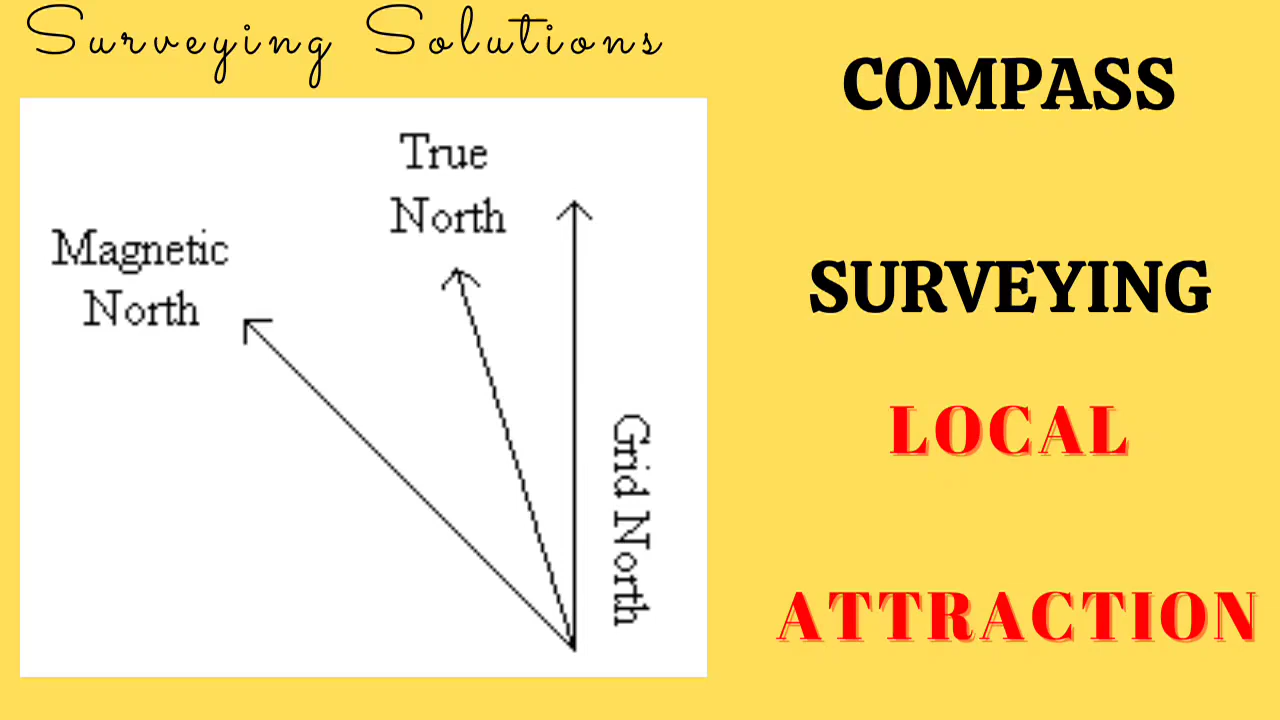 Surveying Solutions
True
North
Magnetic
North
Grid North
COMPASS
SURVEYING
LOCAL
ATTRACTION